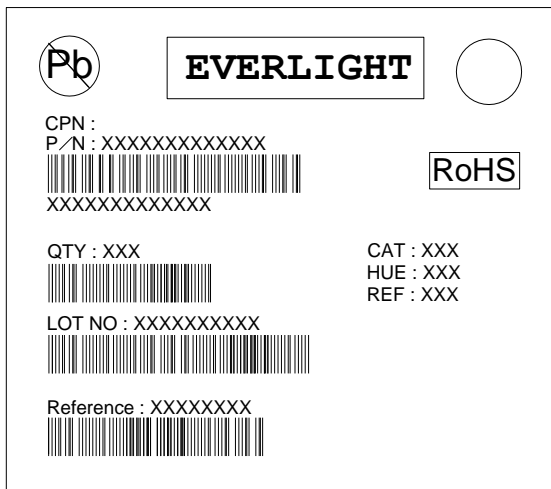 Pb
EVERLIGHT
CPN :
P/N : XXXXXXXXXXXXX
RoHS
XXXXXXXXXXXXX
QTY : XXX
CAT : XXX
HUE : XXX
REF : XXX
LOT NO : XXXXXXXXXX
Reference : XXXXXXXX